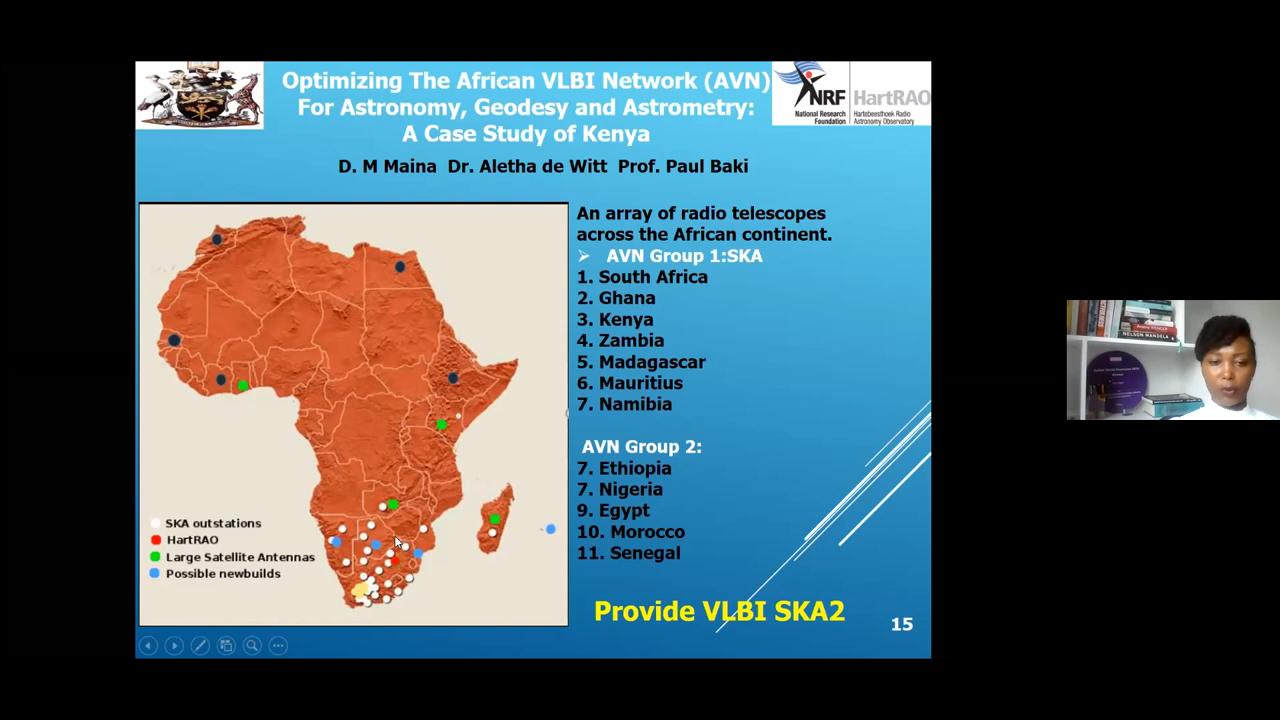 Optimizing The African VLBI Network (AVN)
For Astronomy, Geodesy and Astrometry:
A Case Study of Kenya
NRF
National Research
Foundation
HartRAO
Hartebeesthoek Radio
Astronomy Observatory
D. M Maina Dr. Aletha de Witt Prof. Paul Baki
SKA outstations
HartRAO
Large Satellite Antennas
Possible newbuilds
An array of radio telescopes
across the African continent.
AVN Group 1:SKA
1. South Africa
2. Ghana
3. Kenya
4. Zambia
5. Madagascar
6. Mauritius
7. Namibia
AVN Group 2:
7. Ethiopia
7. Nigeria
9. Egypt
10. Morocco
11. Senegal
Provide VLBI SKA2
15
NELSON MANDELA